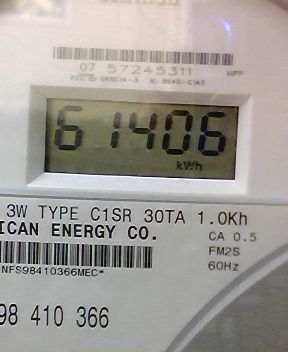 07 57245311 HPP
61406
kWh
3W TYPE C1SR 30TA 1.0Kh
ICAN ENERGY CO.
CA 0.5
FM2S
60Hz
NFS98410366MEC*
98 410 366